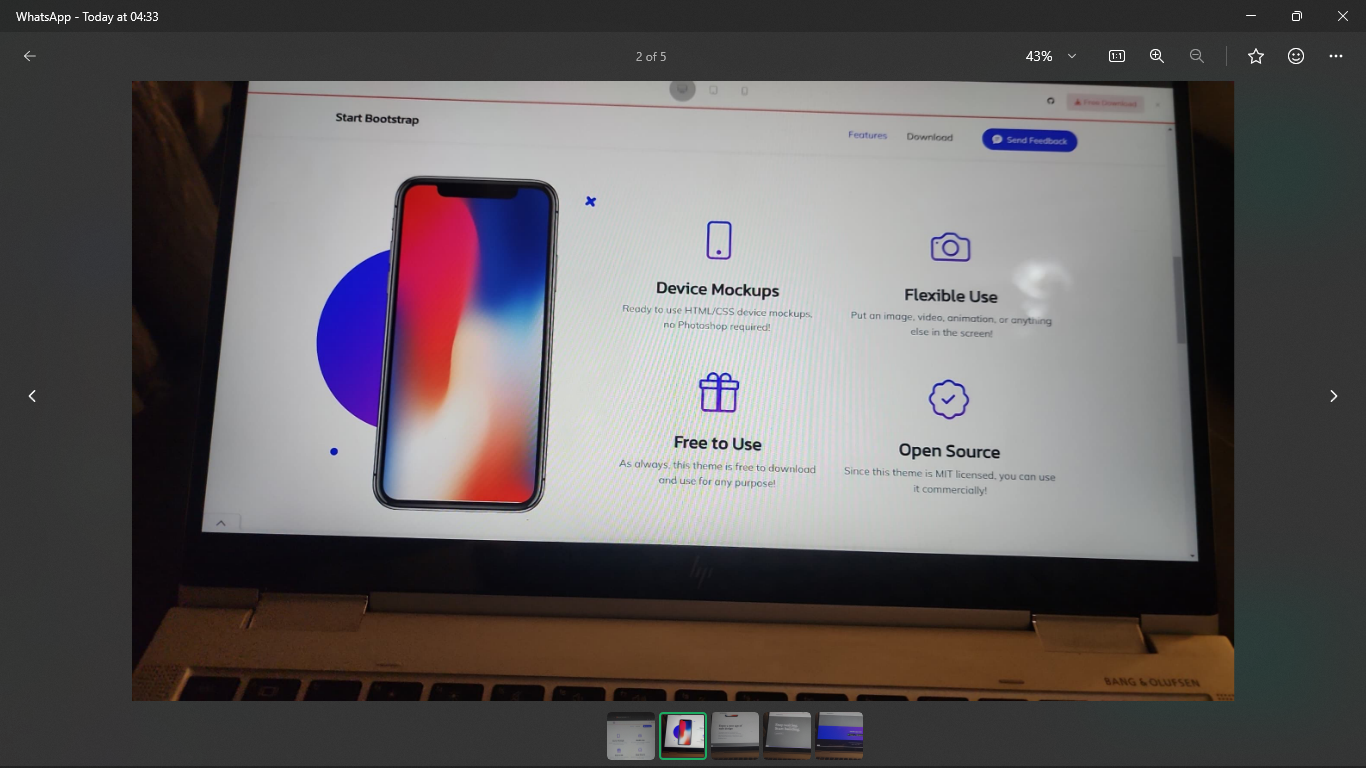 WhatsApp - Today at 04:33
2 of 5
43%
1:1
Free Download
Start Bootstrap
Features
Download
Send Feedback
Device Mockups
Ready to use HTML/CSS device mockups,
no Photoshop required!
Flexible Use
Put an image, video, animation, or anything
else in the screen!
Free to Use
As always, this theme is free to download
and use for any purpose!
Open Source
Since this theme is MIT licensed, you can use
it commercially!
hp
BANG & OLUFSEN